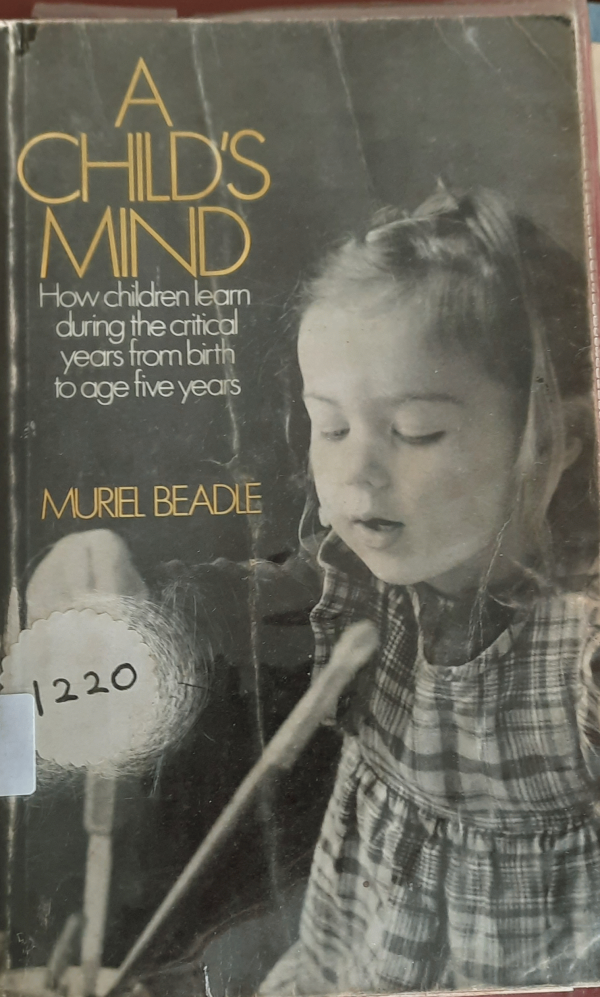 A
CHILD'S
MIND
How children learn
during the critical
years from birth
to age five years
MURIEL BEADLE
1220